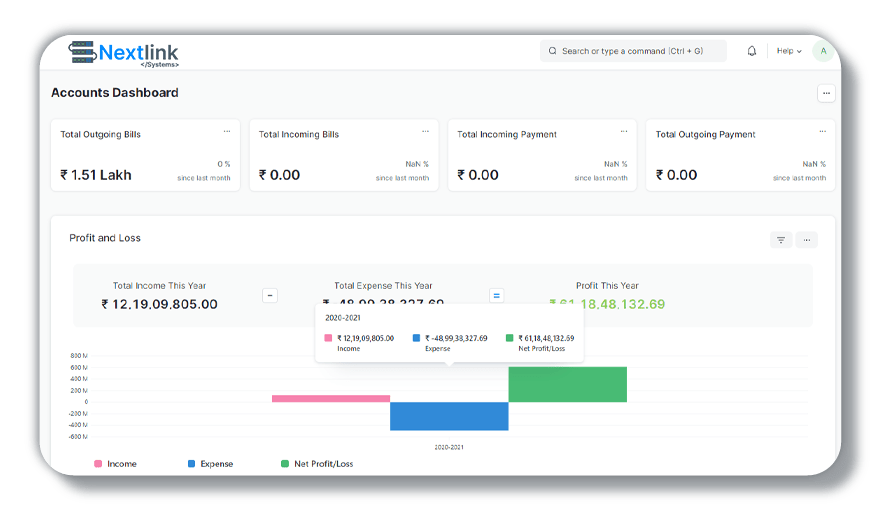 Nextlink
</Systems>
Search or type a command (Ctrl + G)
Help
A
Accounts Dashboard
Total Outgoing Bills
₹ 1.51 Lakh
0 %
since last month
Total Incoming Bills
₹ 0.00
NaN %
since last month
Total Incoming Payment
₹ 0.00
NaN %
since last month
Total Outgoing Payment
₹ 0.00
NaN %
since last month
Profit and Loss
Total Income This Year
₹ 12,19,09,805.00
-
Total Expense This Year
₹ -48,99,38,327.69
=
Profit This Year
₹ 61,18,48,132.69
2020-2021
₹ 12,19,09,805.00
Income
₹ -48,99,38,327.69
Expense
₹ 61,18,48,132.69
Net Profit/Loss
800 M
600 M
400 M
200 M
0
-200 M
-400 M
-600 M
2020-2021
Income
Expense
Net Profit/Loss